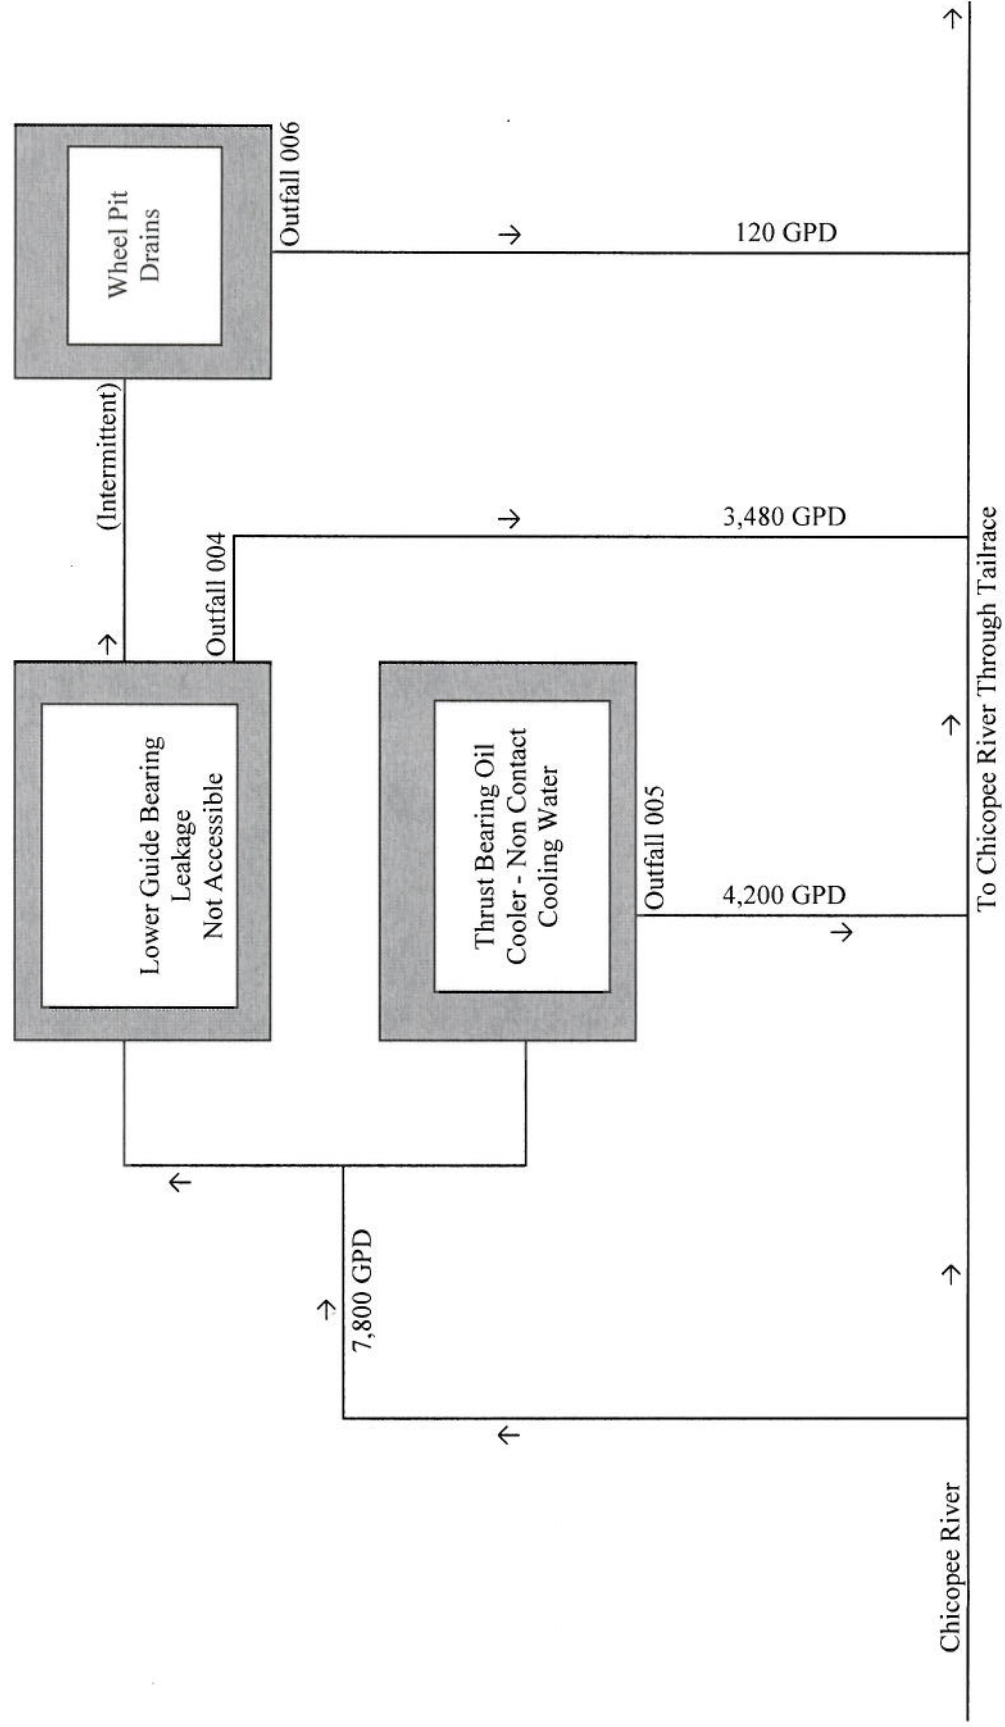 Wheel Pit
Drains
Outfall 006
120 GPD
(Intermittent)
Outfall 004
3,480 GPD
Lower Guide Bearing
Leakage
Not Accessible
Thrust Bearing Oil
Cooler - Non Contact
Cooling Water
Outfall 005
4,200 GPD
To Chicopee River Through Tailrace
7,800 GPD
Chicopee River